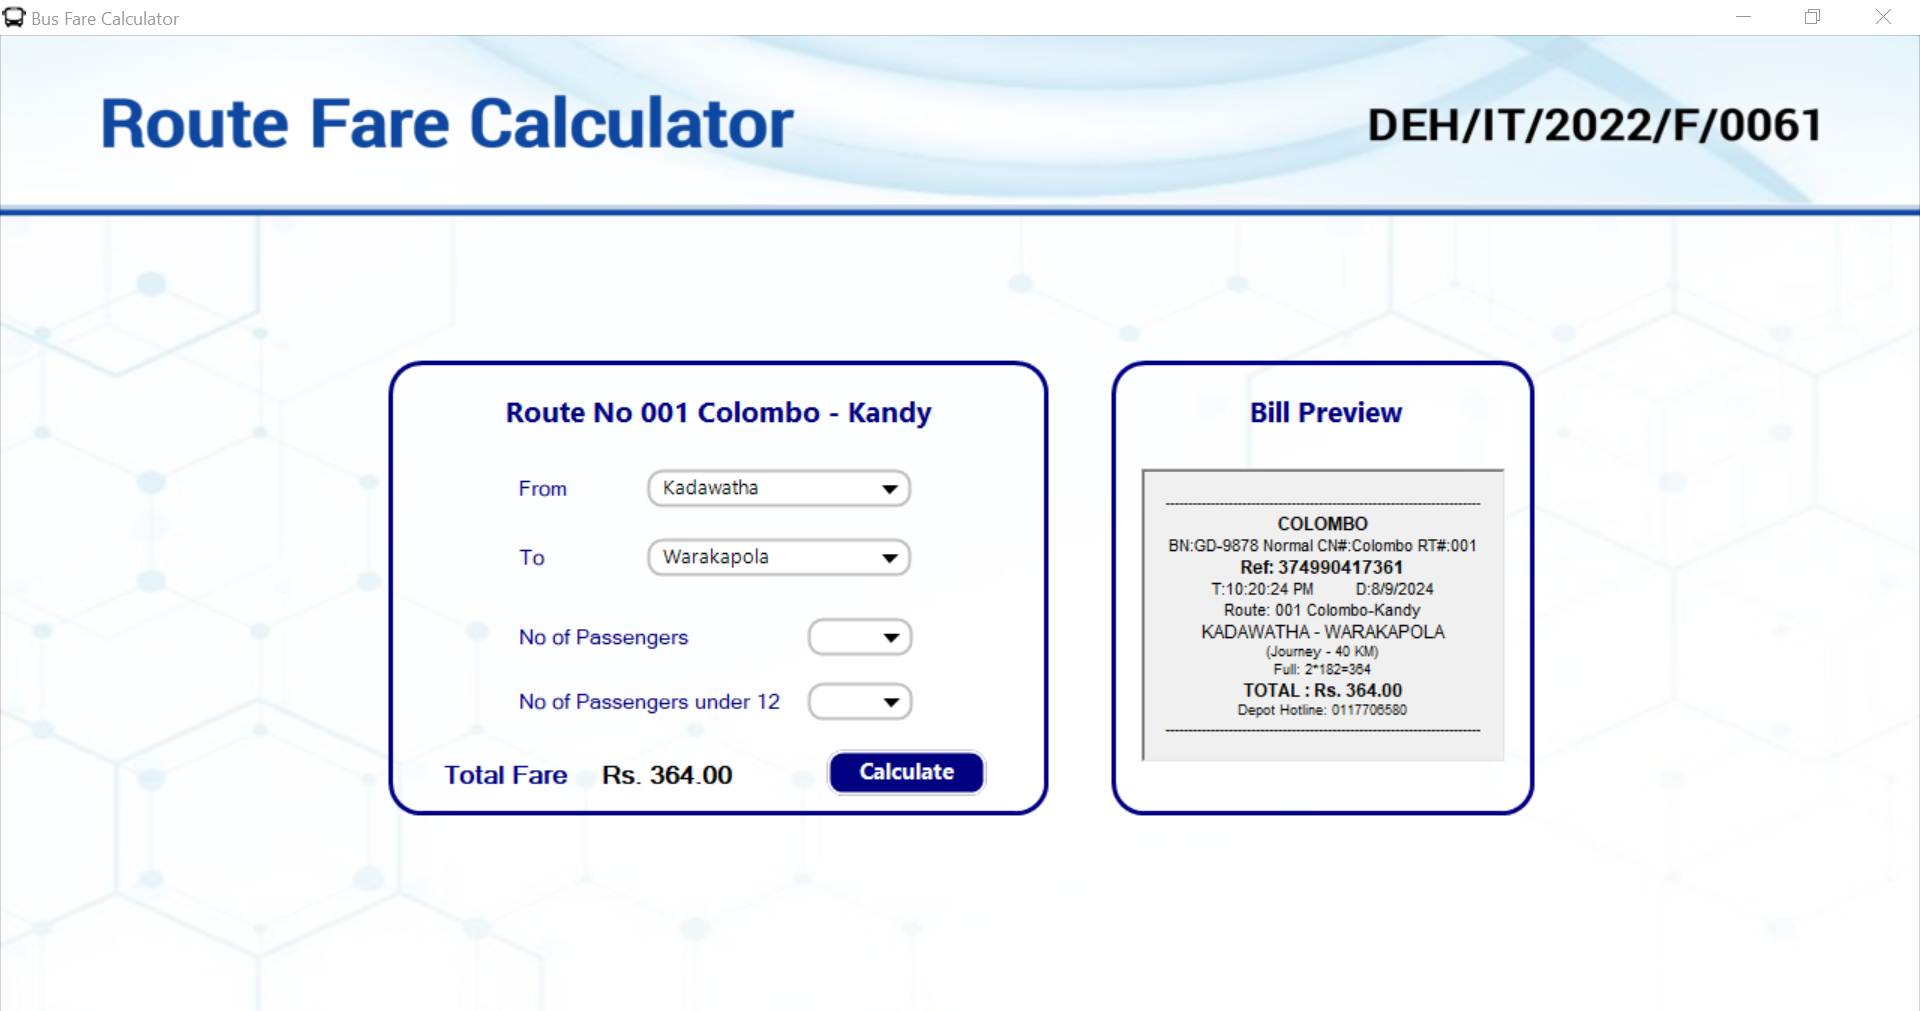 Bus Fare Calculator
Route Fare Calculator
DEH/IT/2022/F/0061
Route No 001 Colombo - Kandy
From
Kadawatha
To
Warakapola
No of Passengers
No of Passengers under 12
Total Fare
Rs. 364.00
Calculate
Bill Preview
----------------------------------------------------------------------
COLOMBO
BN:GD-9878 Normal CN#:Colombo RT#:001
Ref: 374990417361
T:10:20:24 PM D:8/9/2024
Route: 001 Colombo-Kandy
KADAWATHA - WARAKAPOLA
(Journey - 40 KM)
Full: 2*182=364
TOTAL : Rs. 364.00
Depot Hotline: 0117706580
----------------------------------------------------------------------